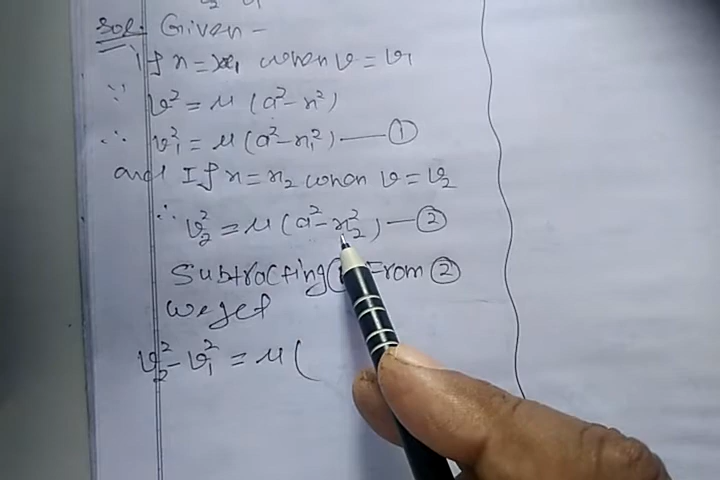 Sol. Given -
If x = x₁ when v = v₁
∵ v² = μ (a² - x²)
∴ v₁² = μ (a² - x₁²) —— ①
and If x = x₂ when v = v₂
∴ v₂² = μ (a² - x₂²) — ②
Subtracting from ②
we get
v₂² - v₁² = μ (